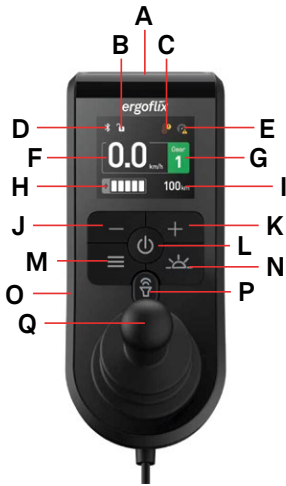 A
B C
ergoflix
D E
F 0.0 km/h Gear 1 G
H 100km I
J K
L
M N
O P
Q